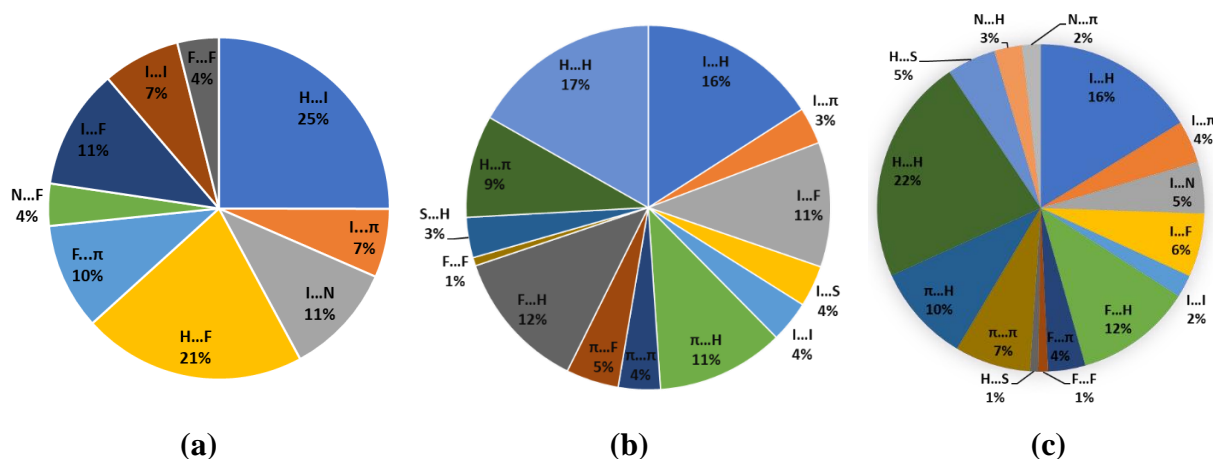 H...I
25%
I...π
7%
I...N
11%
H...F
21%
F...π
10%
N...F
4%
I...F
11%
I...I
7%
F...F
4%
(a)
I...H
16%
I...π
3%
I...F
11%
I...S
4%
I...I
4%
π...H
11%
π...π
4%
π...F
5%
F...H
12%
F...F
1%
S...H
3%
H...π
9%
H...H
17%
(b)
I...H
16%
I...π
4%
I...N
5%
I...F
6%
I...I
2%
F...H
12%
F...π
4%
F...F
1%
H...S
1%
π...π
7%
π...H
10%
H...H
22%
H...S
5%
N...H
3%
N...π
2%
(c)